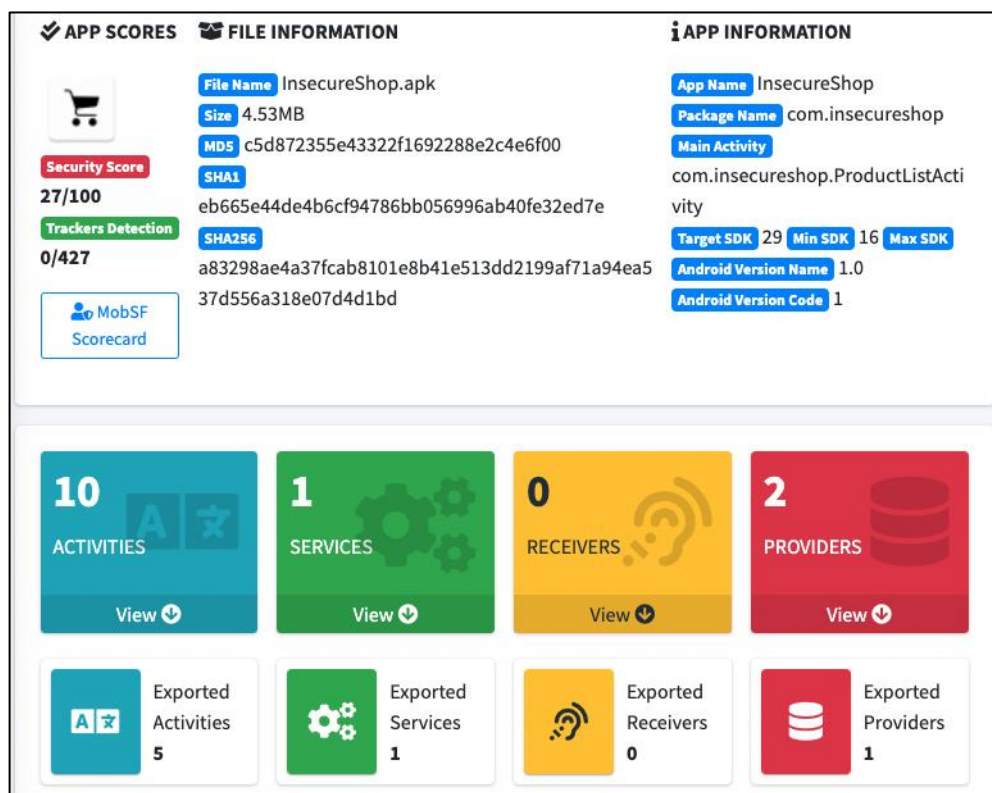 APP SCORES
Security Score
27/100
Trackers Detection
0/427
MobSF
Scorecard
FILE INFORMATION
File Name InsecureShop.apk
Size 4.53MB
MD5 c5d872355e43322f1692288e2c4e6f00
SHA1
eb665e44de4b6cf94786bb056996ab40fe32ed7e
SHA256
a83298ae4a37fcab8101e8b41e513dd2199af71a94ea5
37d556a318e07d4d1bd
APP INFORMATION
App Name InsecureShop
Package Name com.insecureshop
Main Activity
com.insecureshop.ProductListActi
vity
Target SDK 29 Min SDK 16 Max SDK
Android Version Name 1.0
Android Version Code 1
10
ACTIVITIES
View
1
SERVICES
View
0
RECEIVERS
View
2
PROVIDERS
View
Exported
Activities
5
Exported
Services
1
Exported
Receivers
0
Exported
Providers
1